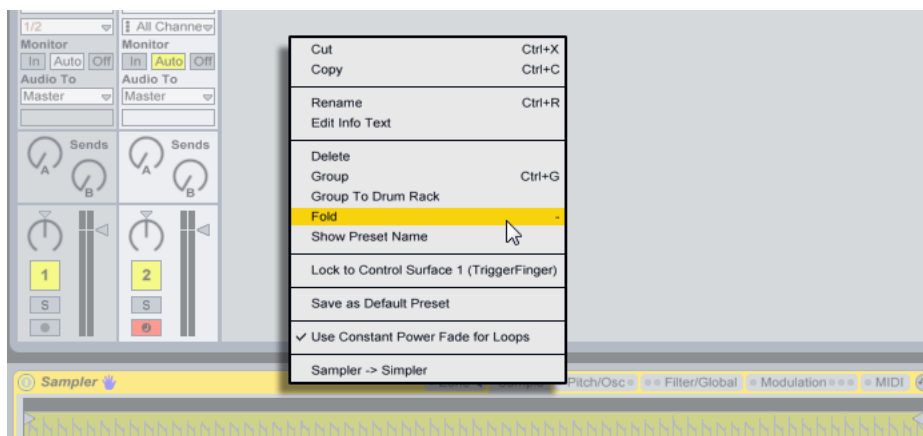 1/2
All Channe
Monitor
Monitor
In Auto Off
In Auto Off
Audio To
Audio To
Master
Master
Sends
Sends
A
B
A
B
1
2
S
S
Cut Ctrl+X
Copy Ctrl+C
Rename Ctrl+R
Edit Info Text
Delete
Group Ctrl+G
Group To Drum Rack
Fold -
Show Preset Name
Lock to Control Surface 1 (TriggerFinger)
Save as Default Preset
✓ Use Constant Power Fade for Loops
Sampler -> Simpler
Sampler
Pitch/Osc
Filter/Global
Modulation
MIDI